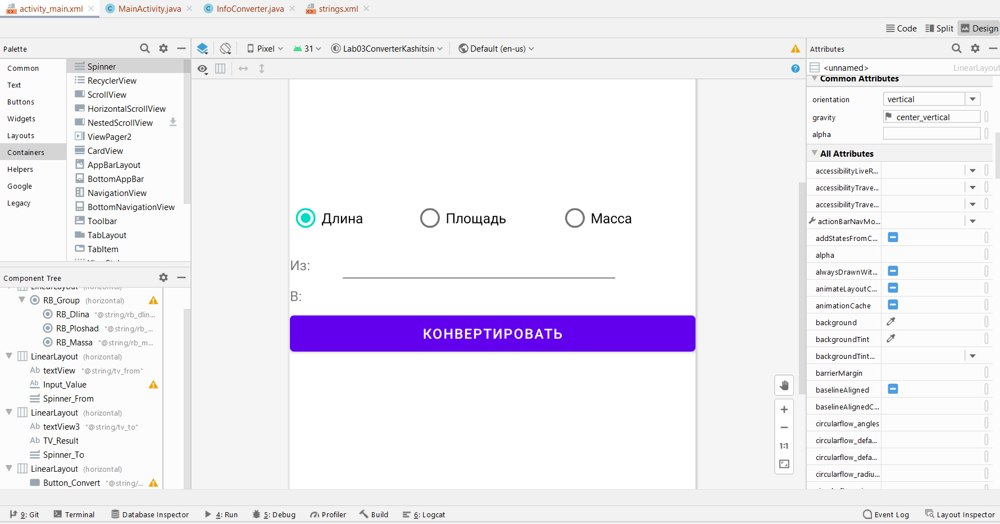 activity_main.xml
MainActivity.java
InfoConverter.java
strings.xml
Code
Split
Design
Palette
Common
Text
Buttons
Widgets
Layouts
Containers
Helpers
Google
Legacy
Spinner
RecyclerView
ScrollView
HorizontalScrollView
NestedScrollView
ViewPager2
CardView
AppBarLayout
BottomAppBar
NavigationView
BottomNavigationView
Toolbar
TabLayout
TabItem
Component Tree
LinearLayout (horizontal)
RB_Group (horizontal)
RB_Dlina "@string/rb_dlin...
RB_Ploshad "@string/rb_...
RB_Massa "@string/rb_m...
LinearLayout (horizontal)
textView "@string/tv_from"
Ab Input_Value
Spinner_From
LinearLayout (horizontal)
Ab textView3 "@string/tv_to"
Ab TV_Result
Spinner_To
LinearLayout (horizontal)
Button_Convert "@string/...
Pixel
31
Lab03ConverterKashitsin
Default (en-us)
?
Длина
Площадь
Масса
Из:
В:
КОНВЕРТИРОВАТЬ
1:1
Attributes
<unnamed>
LinearLayout
Common Attributes
orientation vertical
gravity center_vertical
alpha
All Attributes
accessibilityLiveR...
accessibilityTrave...
accessibilityTrave...
actionBarNavMo...
addStatesFromC...
alpha
alwaysDrawnWit...
animateLayoutC...
animationCache
background
backgroundTint
backgroundTint...
barrierMargin
baselineAligned
baselineAlignedC...
circularflow_angles
circularflow_defa...
circularflow_defa...
circularflow_radiu...
9: Git
Terminal
Database Inspector
4: Run
5: Debug
Profiler
Build
6: Logcat
Event Log
Layout Inspector